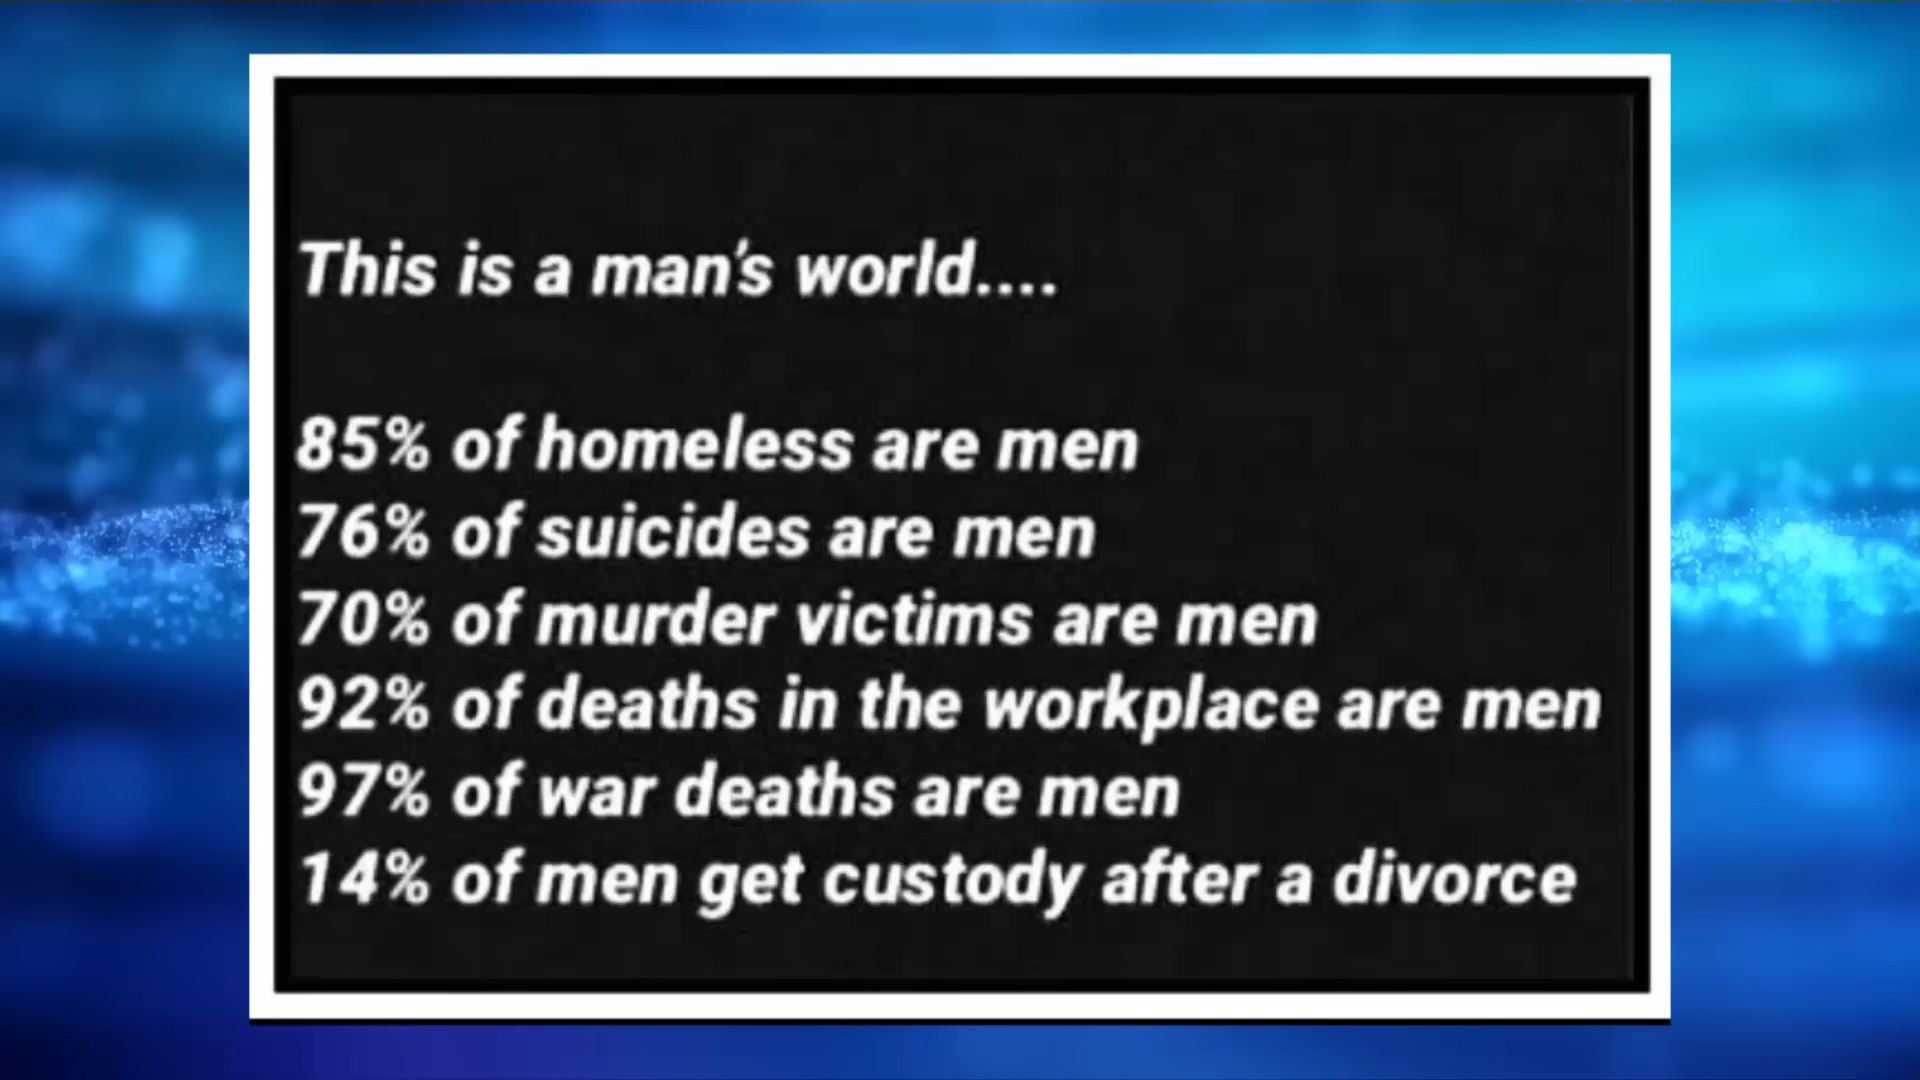 This is a man's world....
85% of homeless are men
76% of suicides are men
70% of murder victims are men
92% of deaths in the workplace are men
97% of war deaths are men
14% of men get custody after a divorce